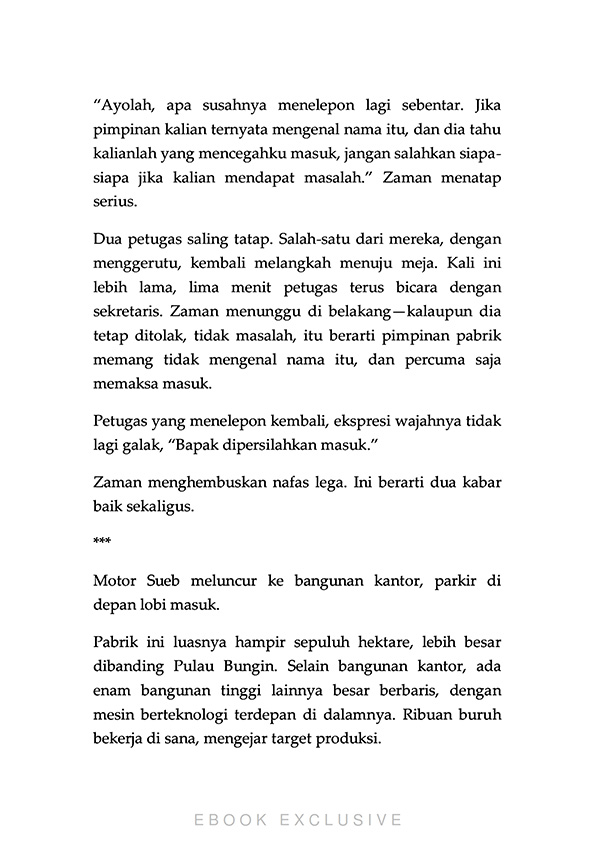 “Ayolah, apa susahnya menelepon lagi sebentar. Jika
pimpinan kalian ternyata mengenal nama itu, dan dia tahu
kalianlah yang mencegahku masuk, jangan salahkan siapa-
siapa jika kalian mendapat masalah.” Zaman menatap
serius.
Dua petugas saling tatap. Salah-satu dari mereka, dengan
menggerutu, kembali melangkah menuju meja. Kali ini
lebih lama, lima menit petugas terus bicara dengan
sekretaris. Zaman menunggu di belakang—kalaupun dia
tetap ditolak, tidak masalah, itu berarti pimpinan pabrik
memang tidak mengenal nama itu, dan percuma saja
memaksa masuk.
Petugas yang menelepon kembali, ekspresi wajahnya tidak
lagi galak, “Bapak dipersilahkan masuk.”
Zaman menghembuskan nafas lega. Ini berarti dua kabar
baik sekaligus.
***
Motor Sueb meluncur ke bangunan kantor, parkir di
depan lobi masuk.
Pabrik ini luasnya hampir sepuluh hektare, lebih besar
dibanding Pulau Bungin. Selain bangunan kantor, ada
enam bangunan tinggi lainnya besar berbaris, dengan
mesin berteknologi terdepan di dalamnya. Ribuan buruh
bekerja di sana, mengejar target produksi.
EBOOK EXCLUSIVE